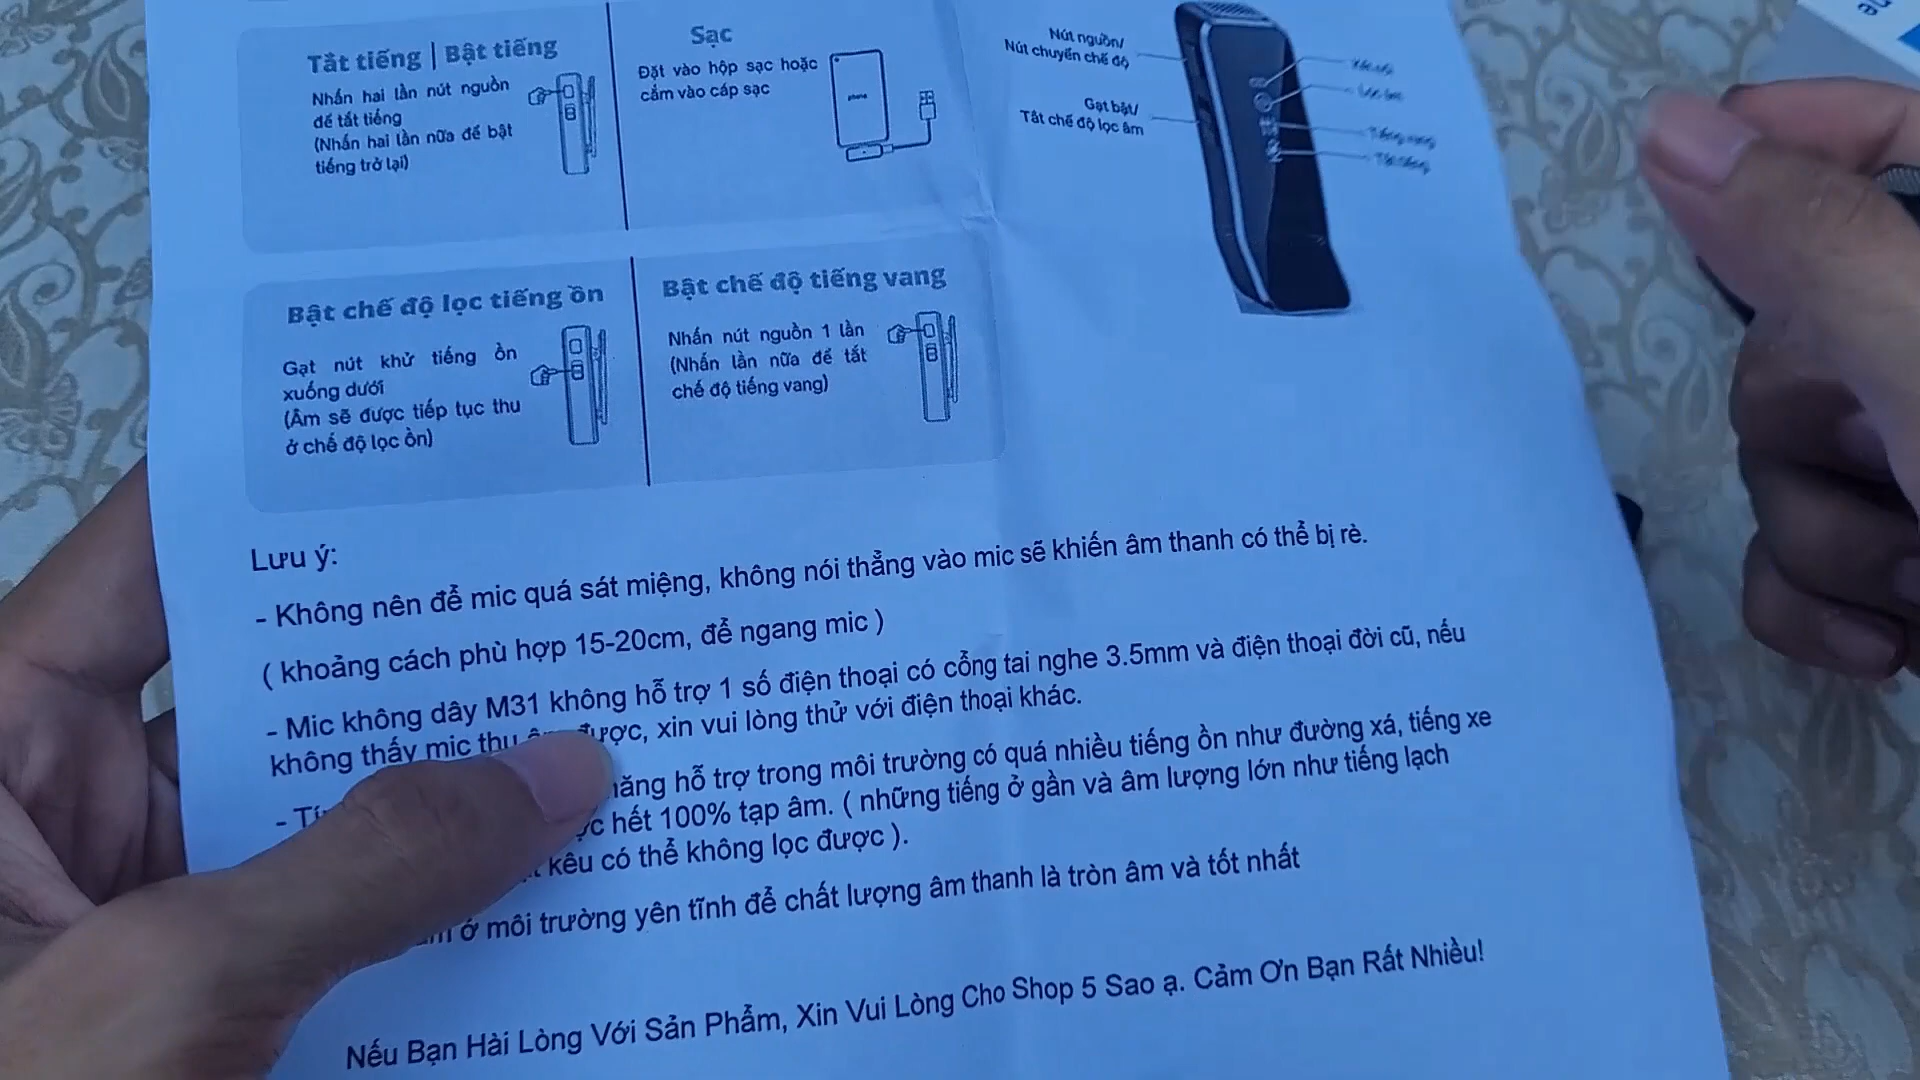 Tắt tiếng | Bật tiếng
Nhấn hai lần nút nguồn
để tắt tiếng
(Nhấn hai lần nữa để bật
tiếng trở lại)
Sạc
Đặt vào hộp sạc hoặc
cắm vào cáp sạc
phone
Nút nguồn/
Nút chuyển chế độ
Gạt bật/
Tắt chế độ lọc âm
Tiếng vang
Tắt tiếng
Bật chế độ lọc tiếng ồn
Gạt nút khử tiếng ồn
xuống dưới
(Âm sẽ được tiếp tục thu
ở chế độ lọc ồn)
Bật chế độ tiếng vang
Nhấn nút nguồn 1 lần
(Nhấn lần nữa để tắt
chế độ tiếng vang)
Lưu ý:
- Không nên để mic quá sát miệng, không nói thẳng vào mic sẽ khiến âm thanh có thể bị rè.
( khoảng cách phù hợp 15-20cm, để ngang mic )
- Mic không dây M31 không hỗ trợ 1 số điện thoại có cổng tai nghe 3.5mm và điện thoại đời cũ, nếu
không thấy mic thu được, xin vui lòng thử với điện thoại khác.
- hỗ trợ trong môi trường có quá nhiều tiếng ồn như đường xá, tiếng xe
hết 100% tạp âm. ( những tiếng ở gần và âm lượng lớn như tiếng lạch
kêu có thể không lọc được ).
ở môi trường yên tĩnh để chất lượng âm thanh là tròn âm và tốt nhất
Nếu Bạn Hài Lòng Với Sản Phẩm, Xin Vui Lòng Cho Shop 5 Sao ạ. Cảm Ơn Bạn Rất Nhiều!